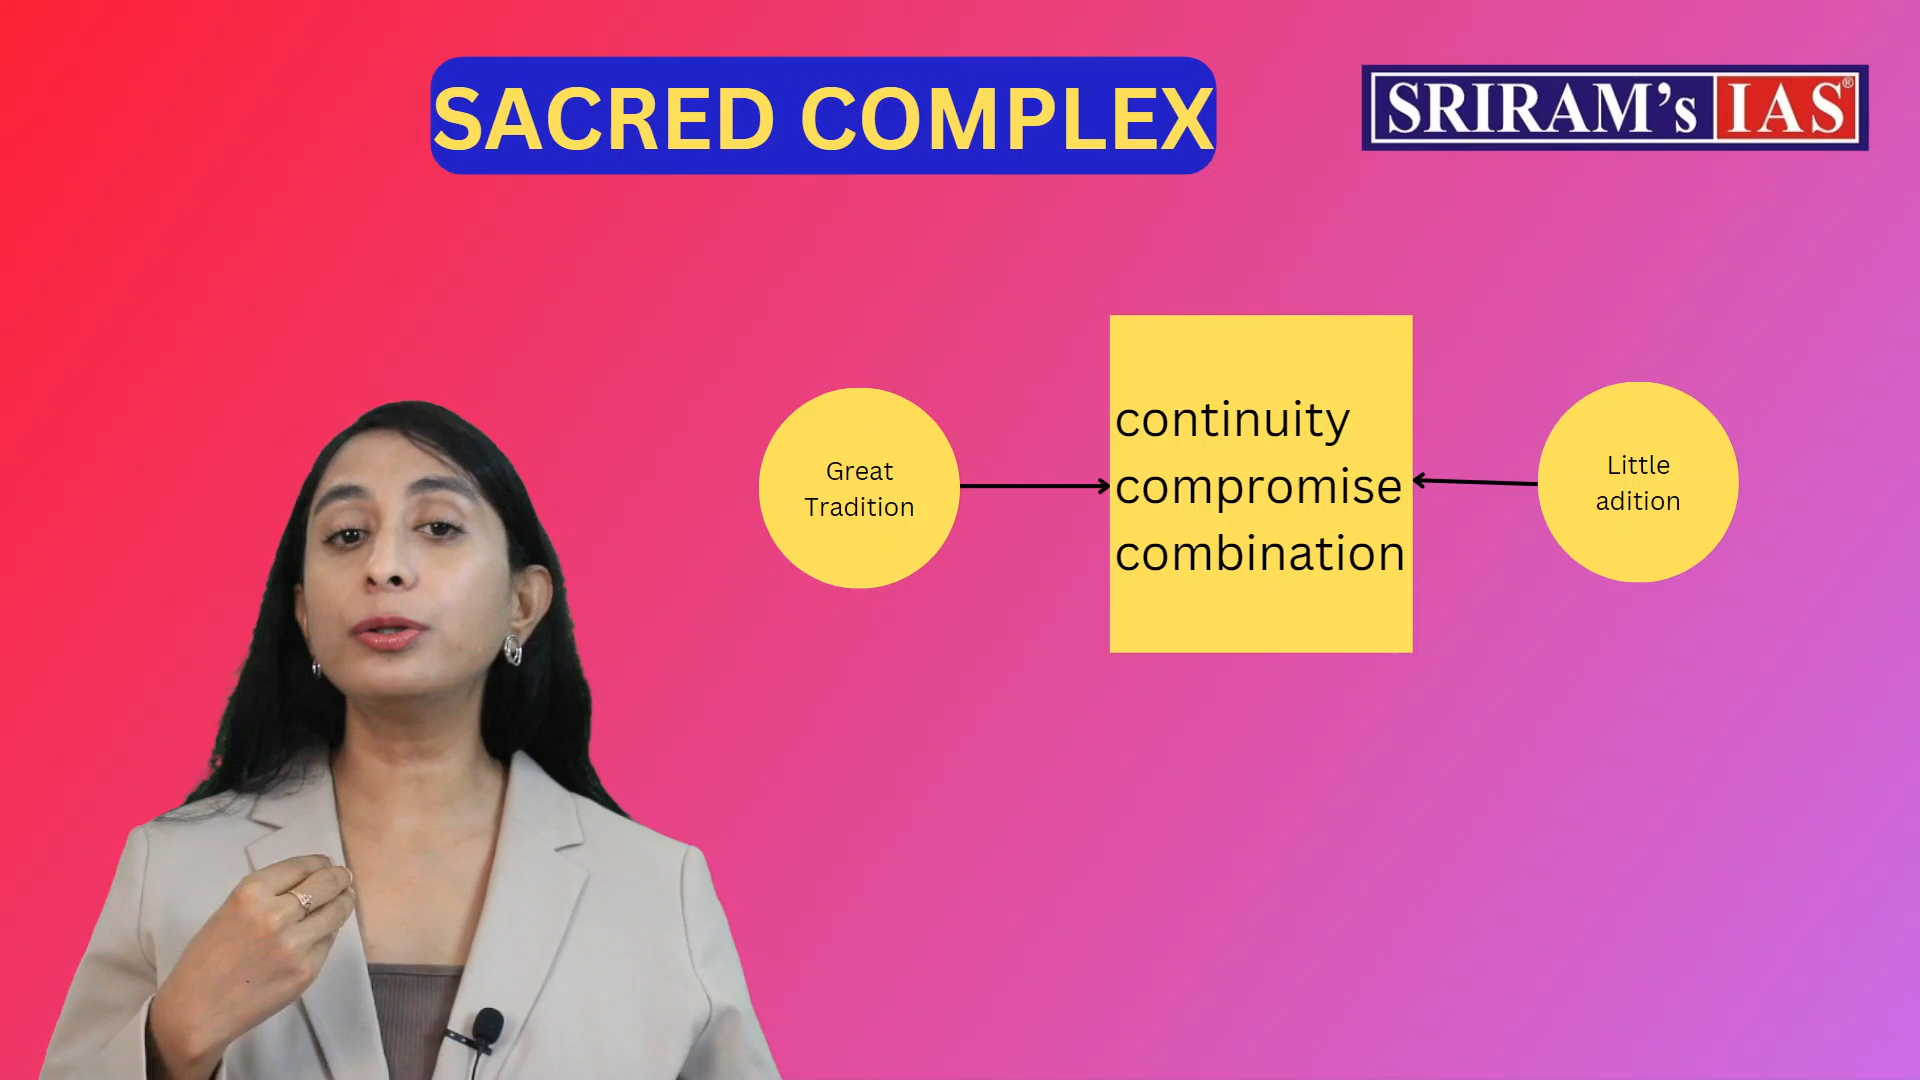 SACRED COMPLEX
SRIRAM's IAS®
Great
Tradition
continuity
compromise
combination
Little
adition